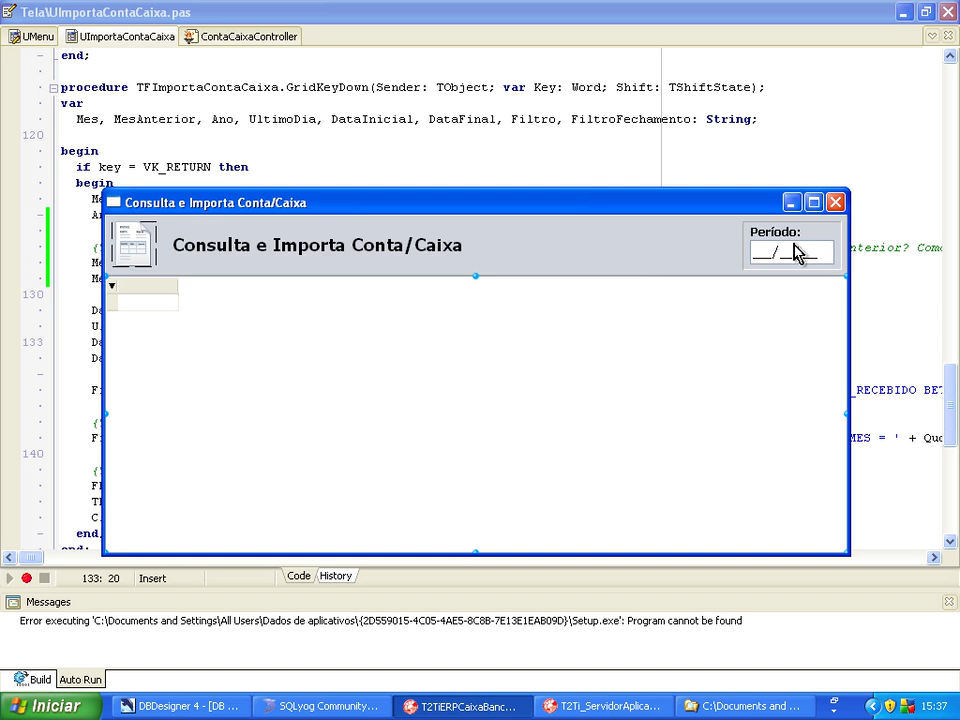 Tela\UImportaContaCaixa.pas
UMenu UImportaContaCaixa ContaCaixaController
end;
procedure TFImportaContaCaixa.GridKeyDown(Sender: TObject; var Key: Word; Shift: TShiftState);
var
Mes, MesAnterior, Ano, UltimoDia, DataInicial, DataFinal, Filtro, FiltroFechamento: String;
120
begin
if key = VK_RETURN then
begin
Consulta e Importa Conta/Caixa
Período:
Consulta e Importa Conta/Caixa
__/____
130
133
_RECEBIDO BET
MES = ' + Quo
140
end
end;
133: 20 Insert Code History
Messages
Error executing 'C:\Documents and Settings\All Users\Dados de aplicativos\{2D559015-4C05-4AE5-8C8B-7E13E1EAB09D}\Setup.exe': Program cannot be found
Build Auto Run
Iniciar DBDesigner 4 - [DB ... SQLyog Community... T2TiERPCaixaBanc... T2Ti_ServidorAplica... C:\Documents and ... 15:37